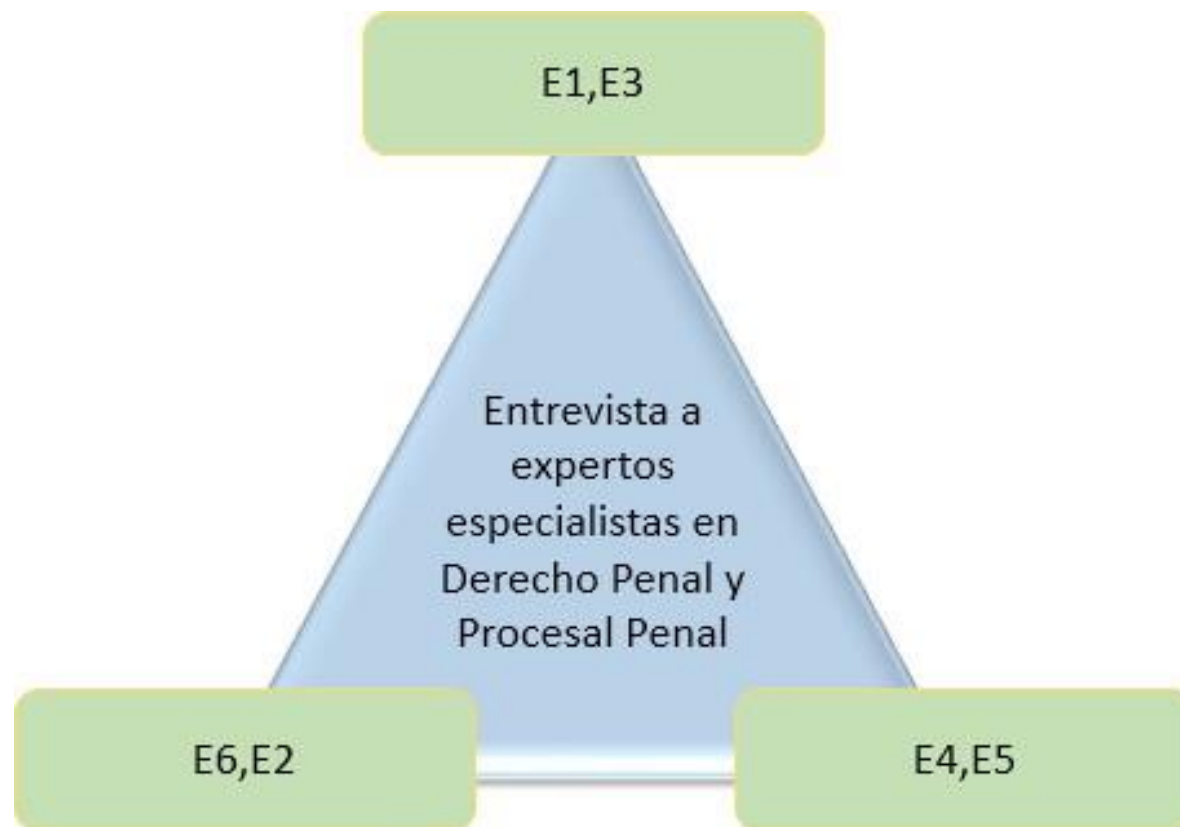 E1,E3
Entrevista a
expertos
especialistas en
Derecho Penal y
Procesal Penal
E6,E2
E4,E5